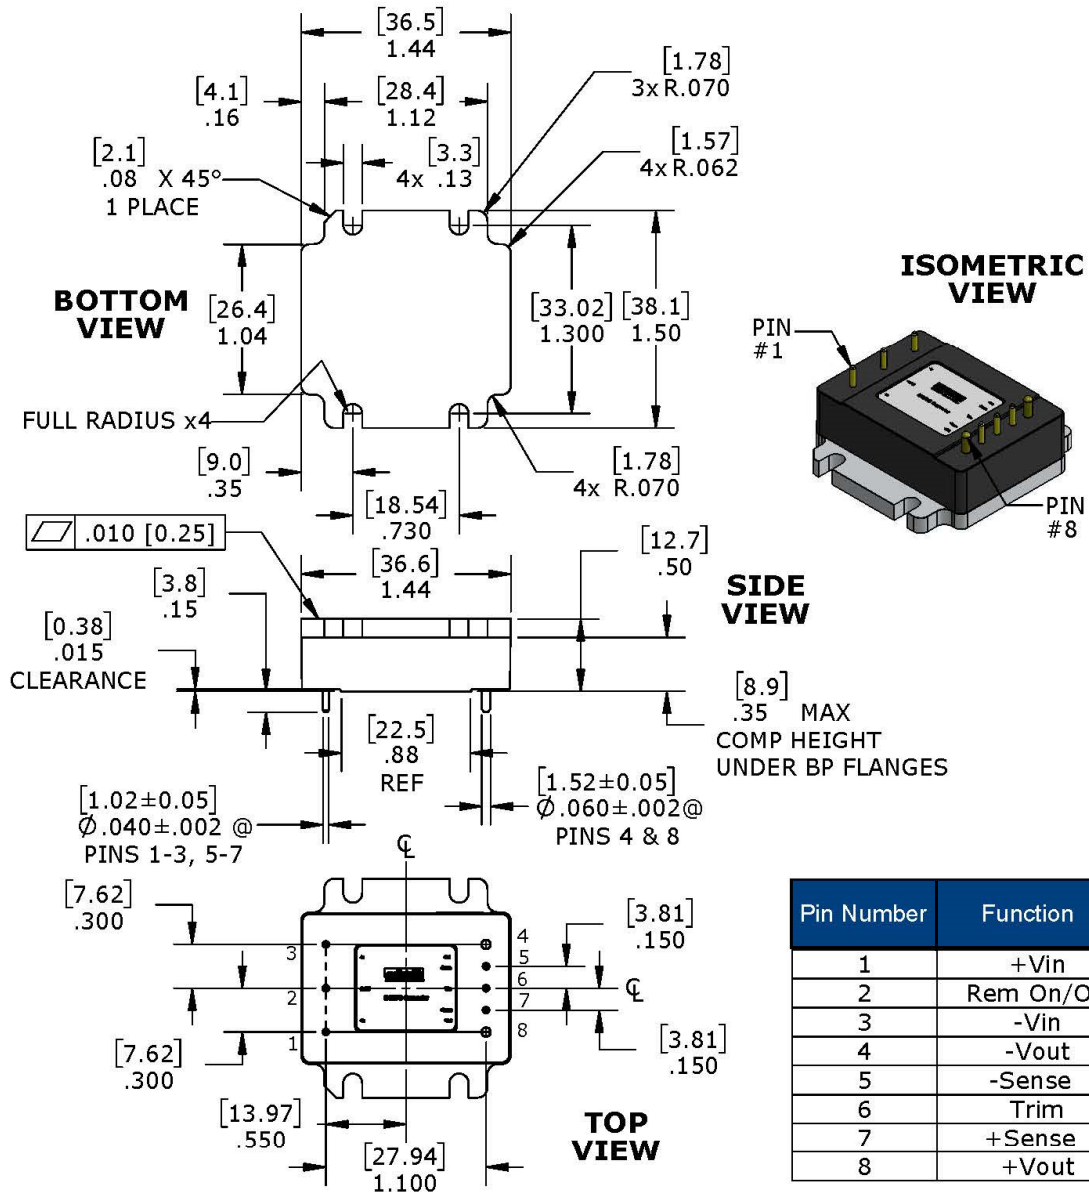 [36.5]
1.44
[1.78]
3x R.070
[4.1]
.16
[28.4]
1.12
[1.57]
4x R.062
[2.1]
.08 X 45°
1 PLACE
[3.3]
4x .13
ISOMETRIC
VIEW
BOTTOM
VIEW
[26.4]
1.04
[33.02]
1.300
[38.1]
1.50
PIN
#1
FULL RADIUS x4
[9.0]
.35
[1.78]
4x R.070
[18.54]
.730
PIN
#8
.010 [0.25]
[36.6]
1.44
[12.7]
.50
SIDE
VIEW
[3.8]
.15
[0.38]
.015
CLEARANCE
[8.9]
.35 MAX
COMP HEIGHT
UNDER BP FLANGES
[22.5]
.88
REF
[1.02±0.05]
Ø.040±.002 @
PINS 1-3, 5-7
[1.52±0.05]
Ø.060±.002@
PINS 4 & 8
℄
[7.62]
.300
[3.81]
.150
3
2
1
4
5
6
7
8
℄
[7.62]
.300
[3.81]
.150
[13.97]
.550
[27.94]
1.100
TOP
VIEW
Pin Number Function
1 +Vin
2 Rem On/O
3 -Vin
4 -Vout
5 -Sense
6 Trim
7 +Sense
8 +Vout